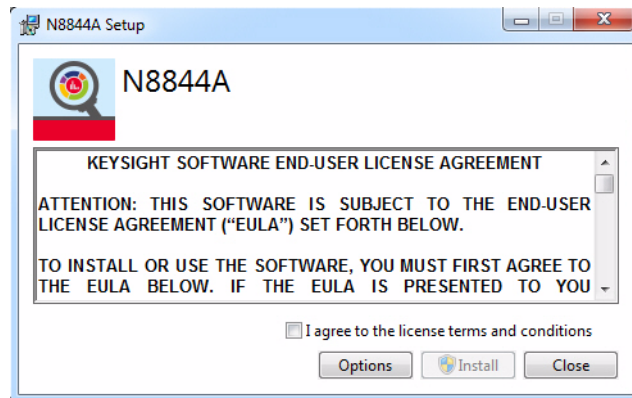 N8844A Setup
N8844A
KEYSIGHT SOFTWARE END-USER LICENSE AGREEMENT
ATTENTION: THIS SOFTWARE IS SUBJECT TO THE END-USER
LICENSE AGREEMENT (“EULA”) SET FORTH BELOW.
TO INSTALL OR USE THE SOFTWARE, YOU MUST FIRST AGREE TO
THE EULA BELOW. IF THE EULA IS PRESENTED TO YOU
I agree to the license terms and conditions
Options Install Close